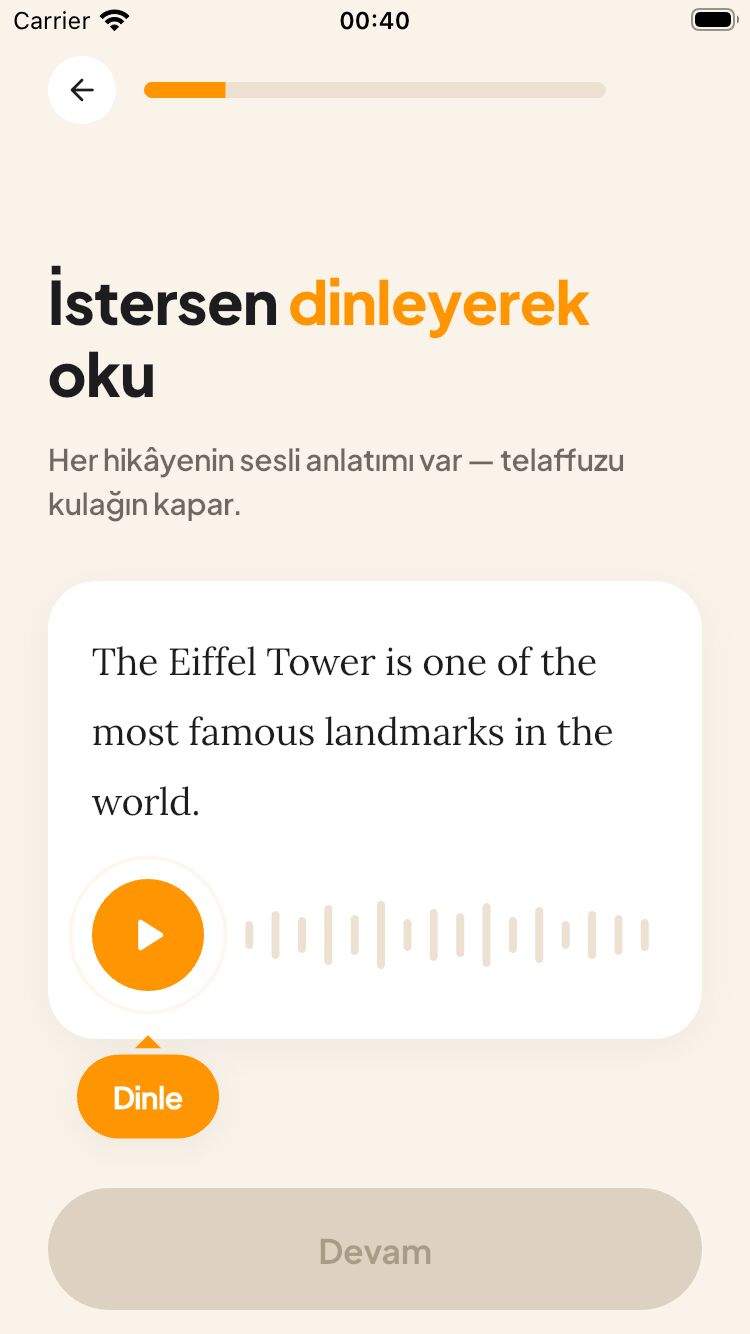 Carrier
00:40
İstersen dinleyerek
oku
Her hikâyenin sesli anlatımı var — telaffuzu
kulağın kapar.
The Eiffel Tower is one of the
most famous landmarks in the
world.
Dinle
Devam